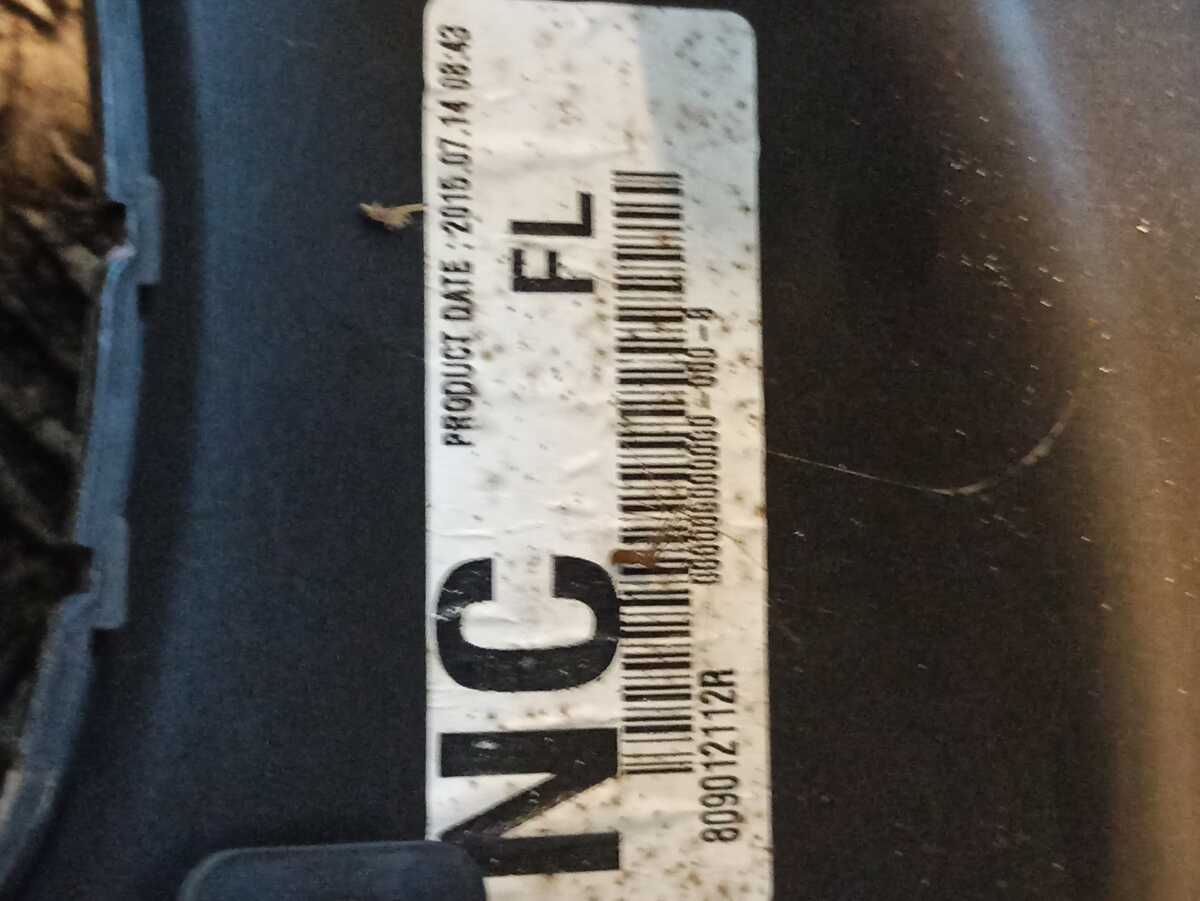 PRODUCT DATE : 2015.07.14 08:43
NC FL
809012112R